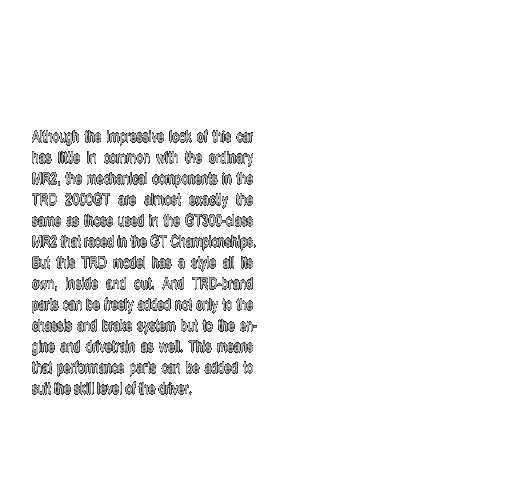 Although the impressive look of this car
has little in common with the ordinary
MR2, the mechanical components in the
TRD 2000GT are almost exactly the
same as those used in the GT300-class
MR2 that raced in the GT Championships.
But this TRD model has a style all its
own, inside and out. And TRD-brand
parts can be freely added not only to the
chassis and brake system but to the en-
gine and drivetrain as well. This means
that performance parts can be added to
suit the skill level of the driver.